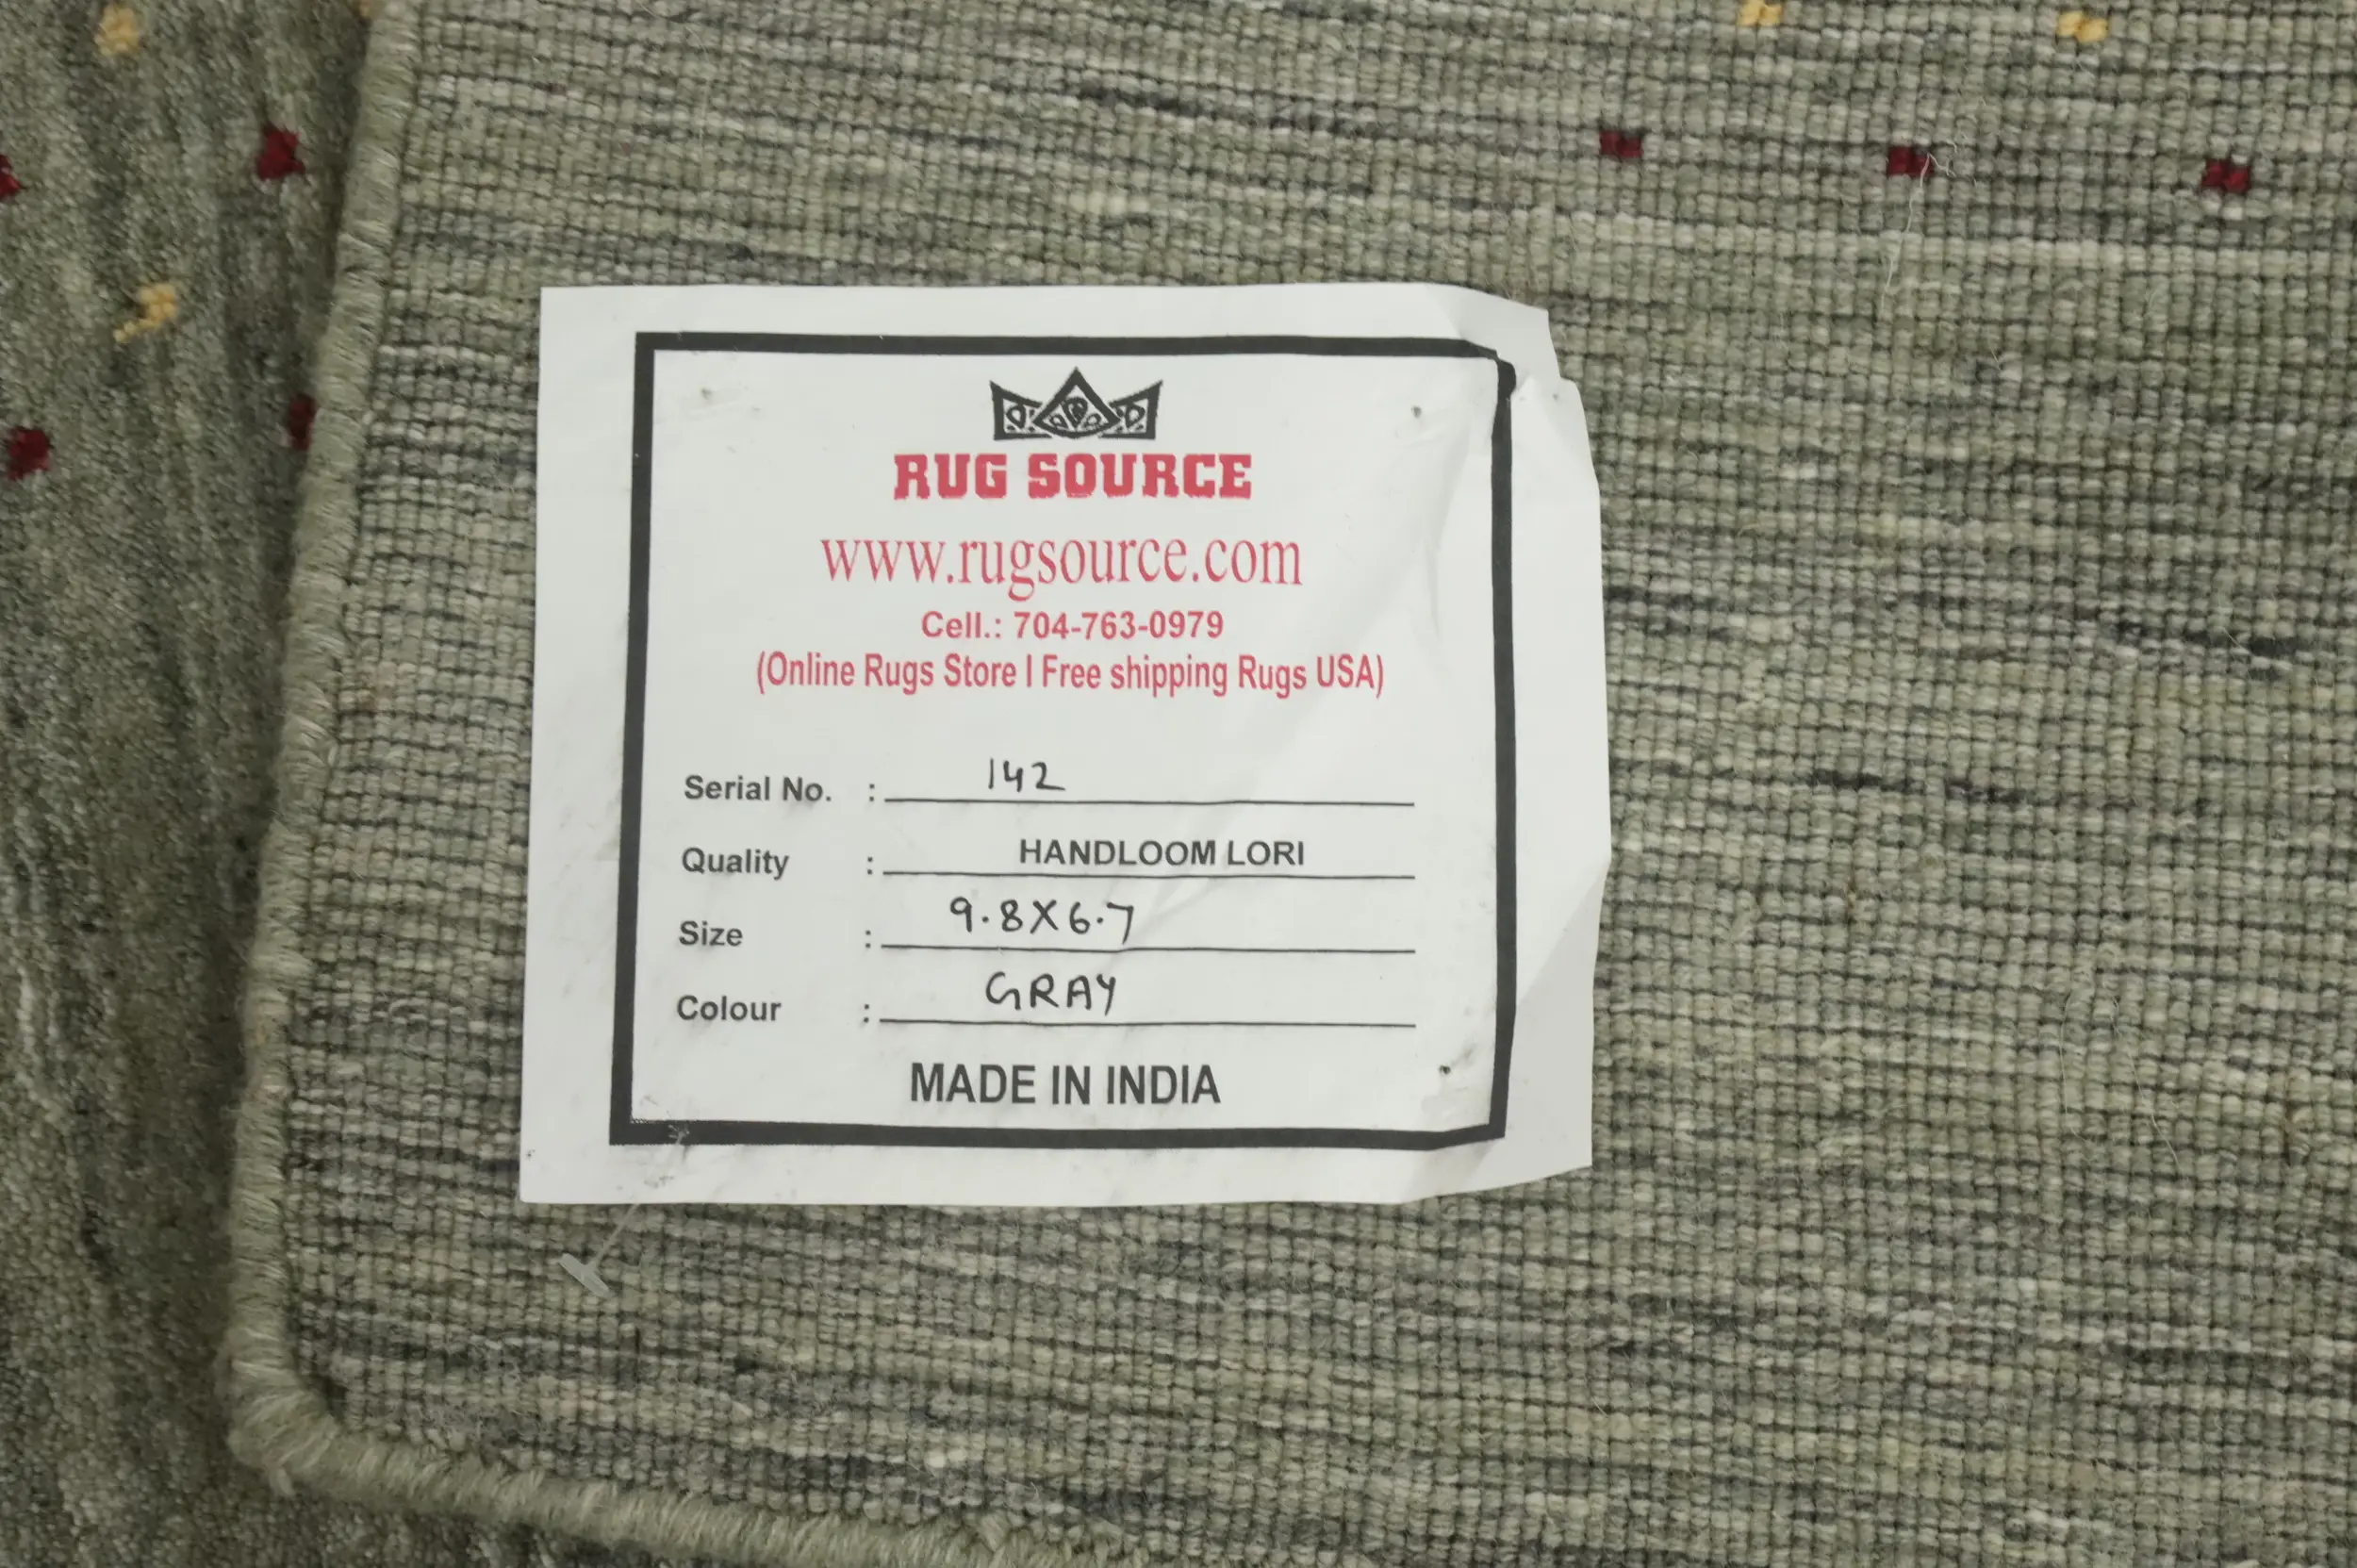 RUG SOURCE
www.rugsource.com
Cell.: 704-763-0979
(Online Rugs Store | Free shipping Rugs USA)
Serial No. : 142
Quality : HANDLOOM LORI
Size : 9.8X6.7
Colour : GRAY
MADE IN INDIA